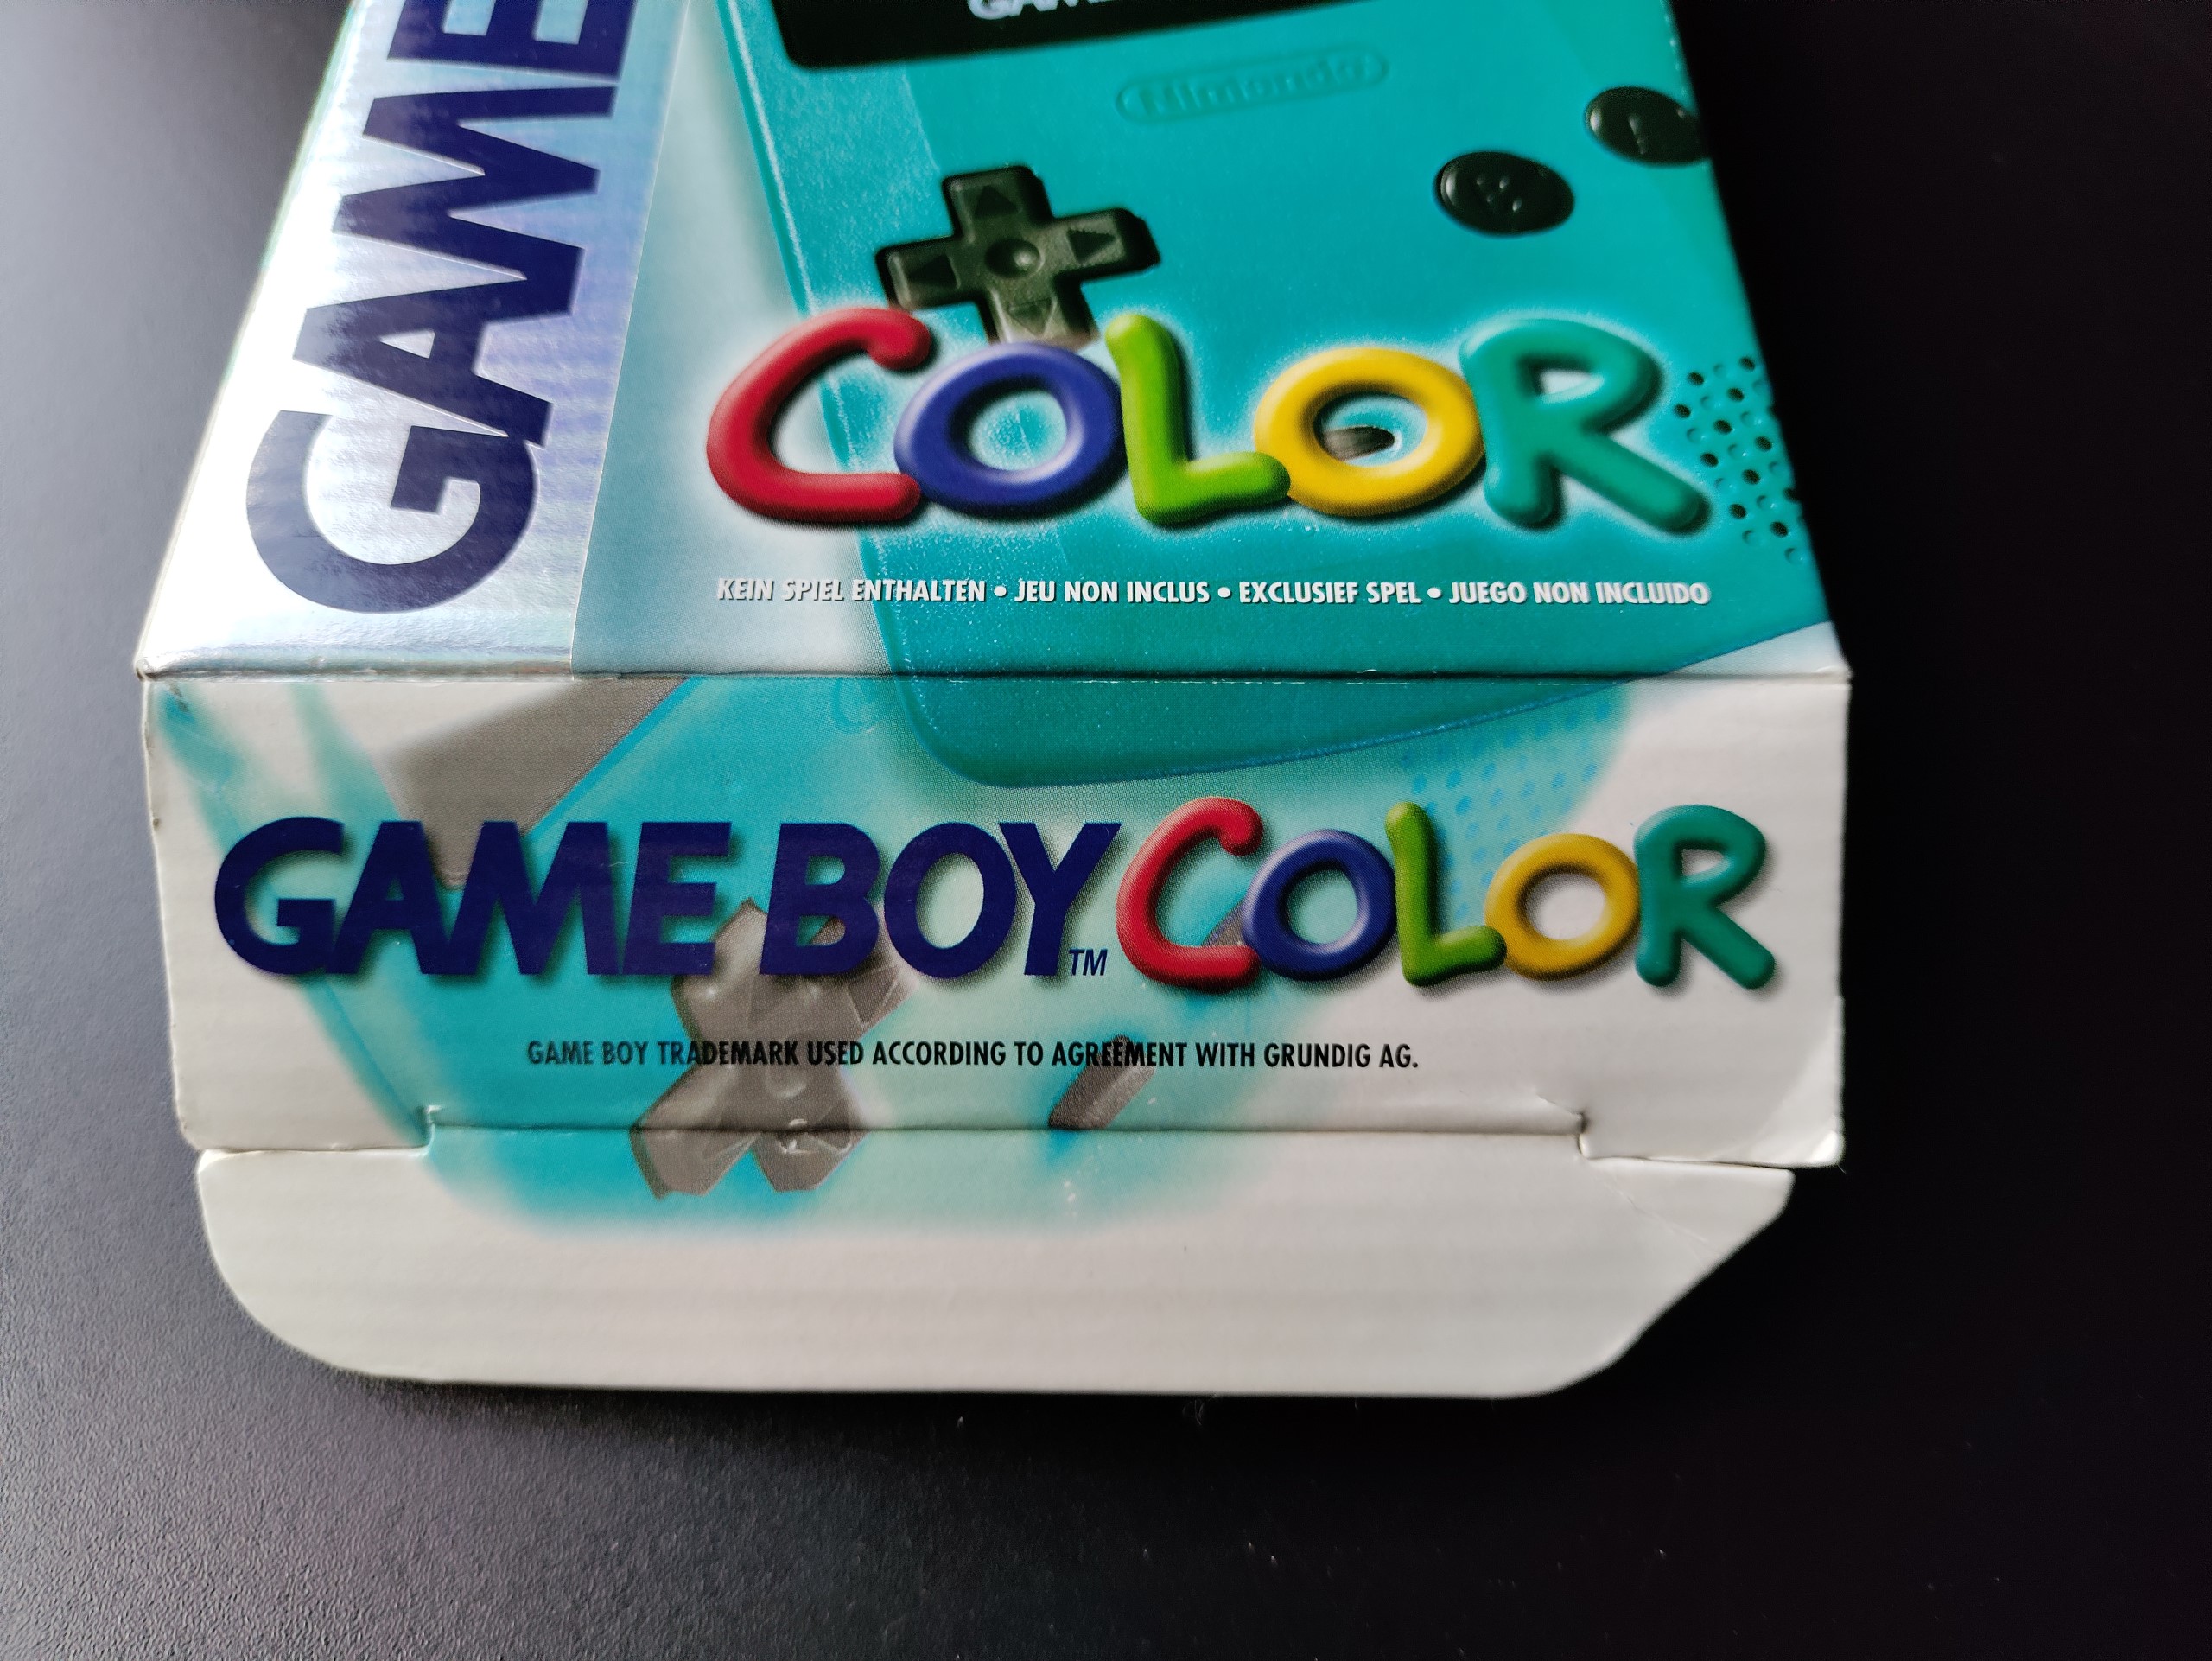 GAME
Nintendo
B
COLOR
KEIN SPIEL ENTHALTEN • JEU NON INCLUS • EXCLUSIEF SPEL • JUEGO NON INCLUIDO
GAME BOY™ COLOR
GAME BOY TRADEMARK USED ACCORDING TO AGREEMENT WITH GRUNDIG AG.